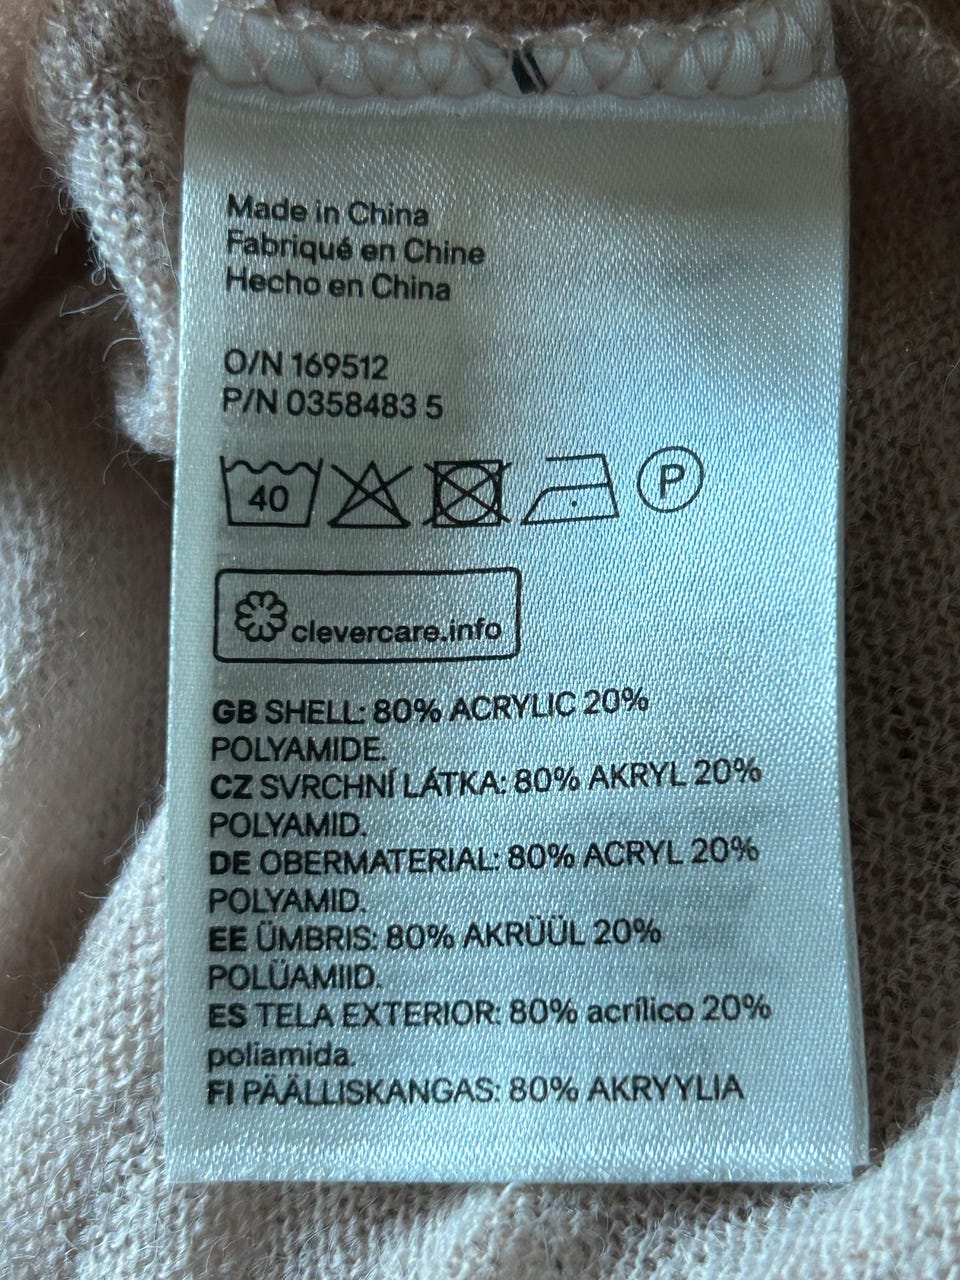 Made in China
Fabriqué en Chine
Hecho en China
O/N 169512
P/N 0358483 5
40 P
clevercare.info
GB SHELL: 80% ACRYLIC 20%
POLYAMIDE.
CZ SVRCHNÍ LÁTKA: 80% AKRYL 20%
POLYAMID.
DE OBERMATERIAL: 80% ACRYL 20%
POLYAMID.
EE ÜMBRIS: 80% AKRÜÜL 20%
POLÜAMIID.
ES TELA EXTERIOR: 80% acrílico 20%
poliamida.
FI PÄÄLLISKANGAS: 80% AKRYYLIA